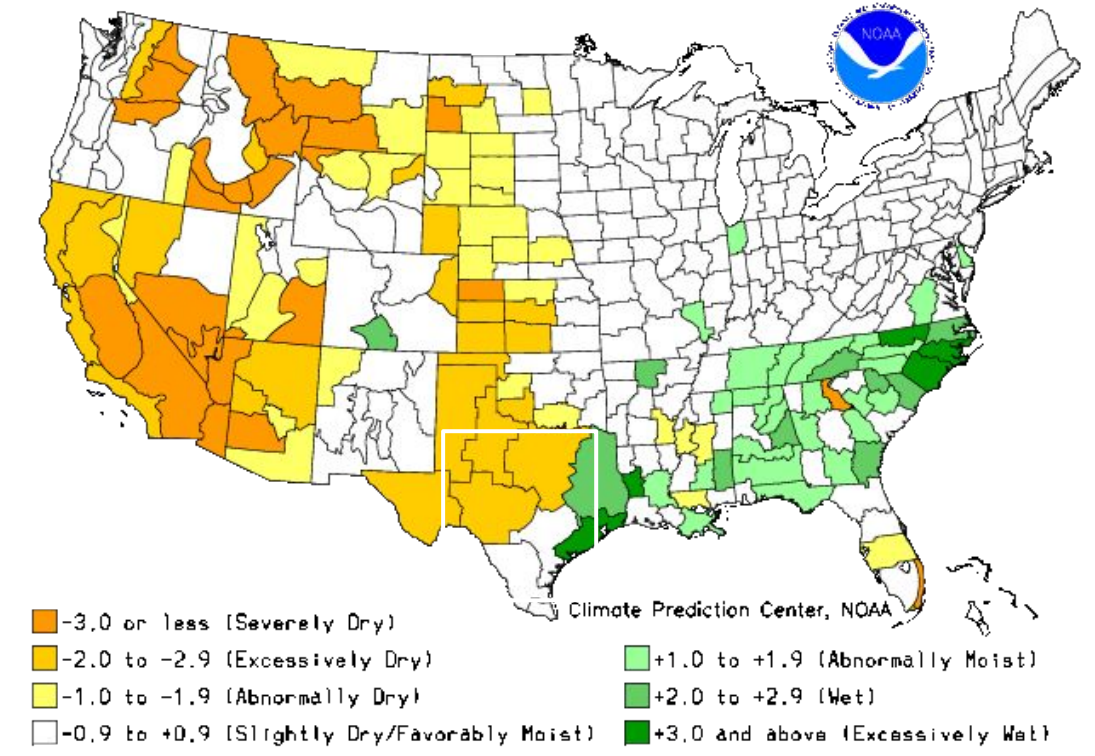 NOAA
Climate Prediction Center, NOAA
-3.0 or less (Severely Dry)
-2.0 to -2.9 (Excessively Dry)
-1.0 to -1.9 (Abnormally Dry)
-0.9 to +0.9 (Slightly Dry/Favorably Moist)
+1.0 to +1.9 (Abnormally Moist)
+2.0 to +2.9 (Wet)
+3.0 and above (Excessively Wet)